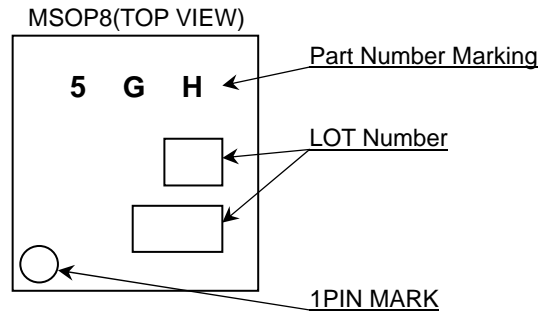 MSOP8(TOP VIEW)
Part Number Marking
5 G H
LOT Number
1PIN MARK